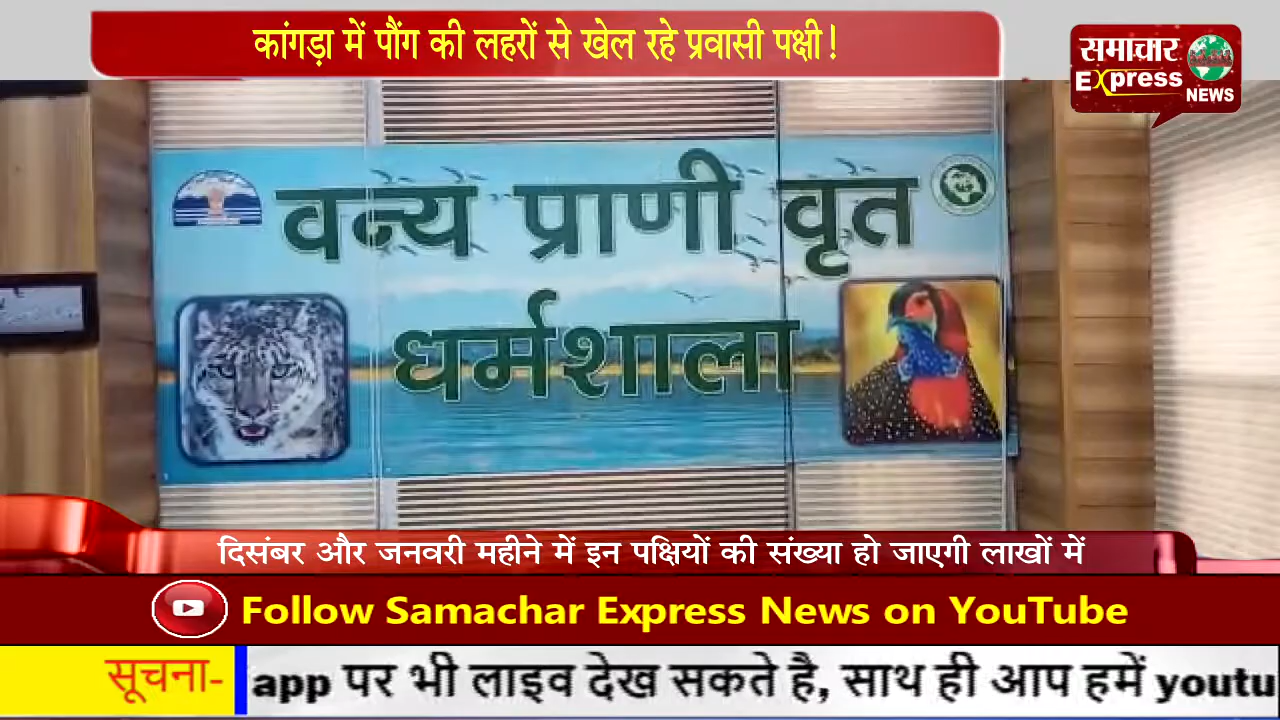 कांगड़ा में पौंग की लहरों से खेल रहे प्रवासी पक्षी!
समाचार
Express
NEWS
वन्य प्राणी वृत
धर्मशाला
दिसंबर और जनवरी महीने में इन पक्षियों की संख्या हो जाएगी लाखों में
Follow Samachar Express News on YouTube
सूचना- app पर भी लाइव देख सकते है, साथ ही आप हमें youtu